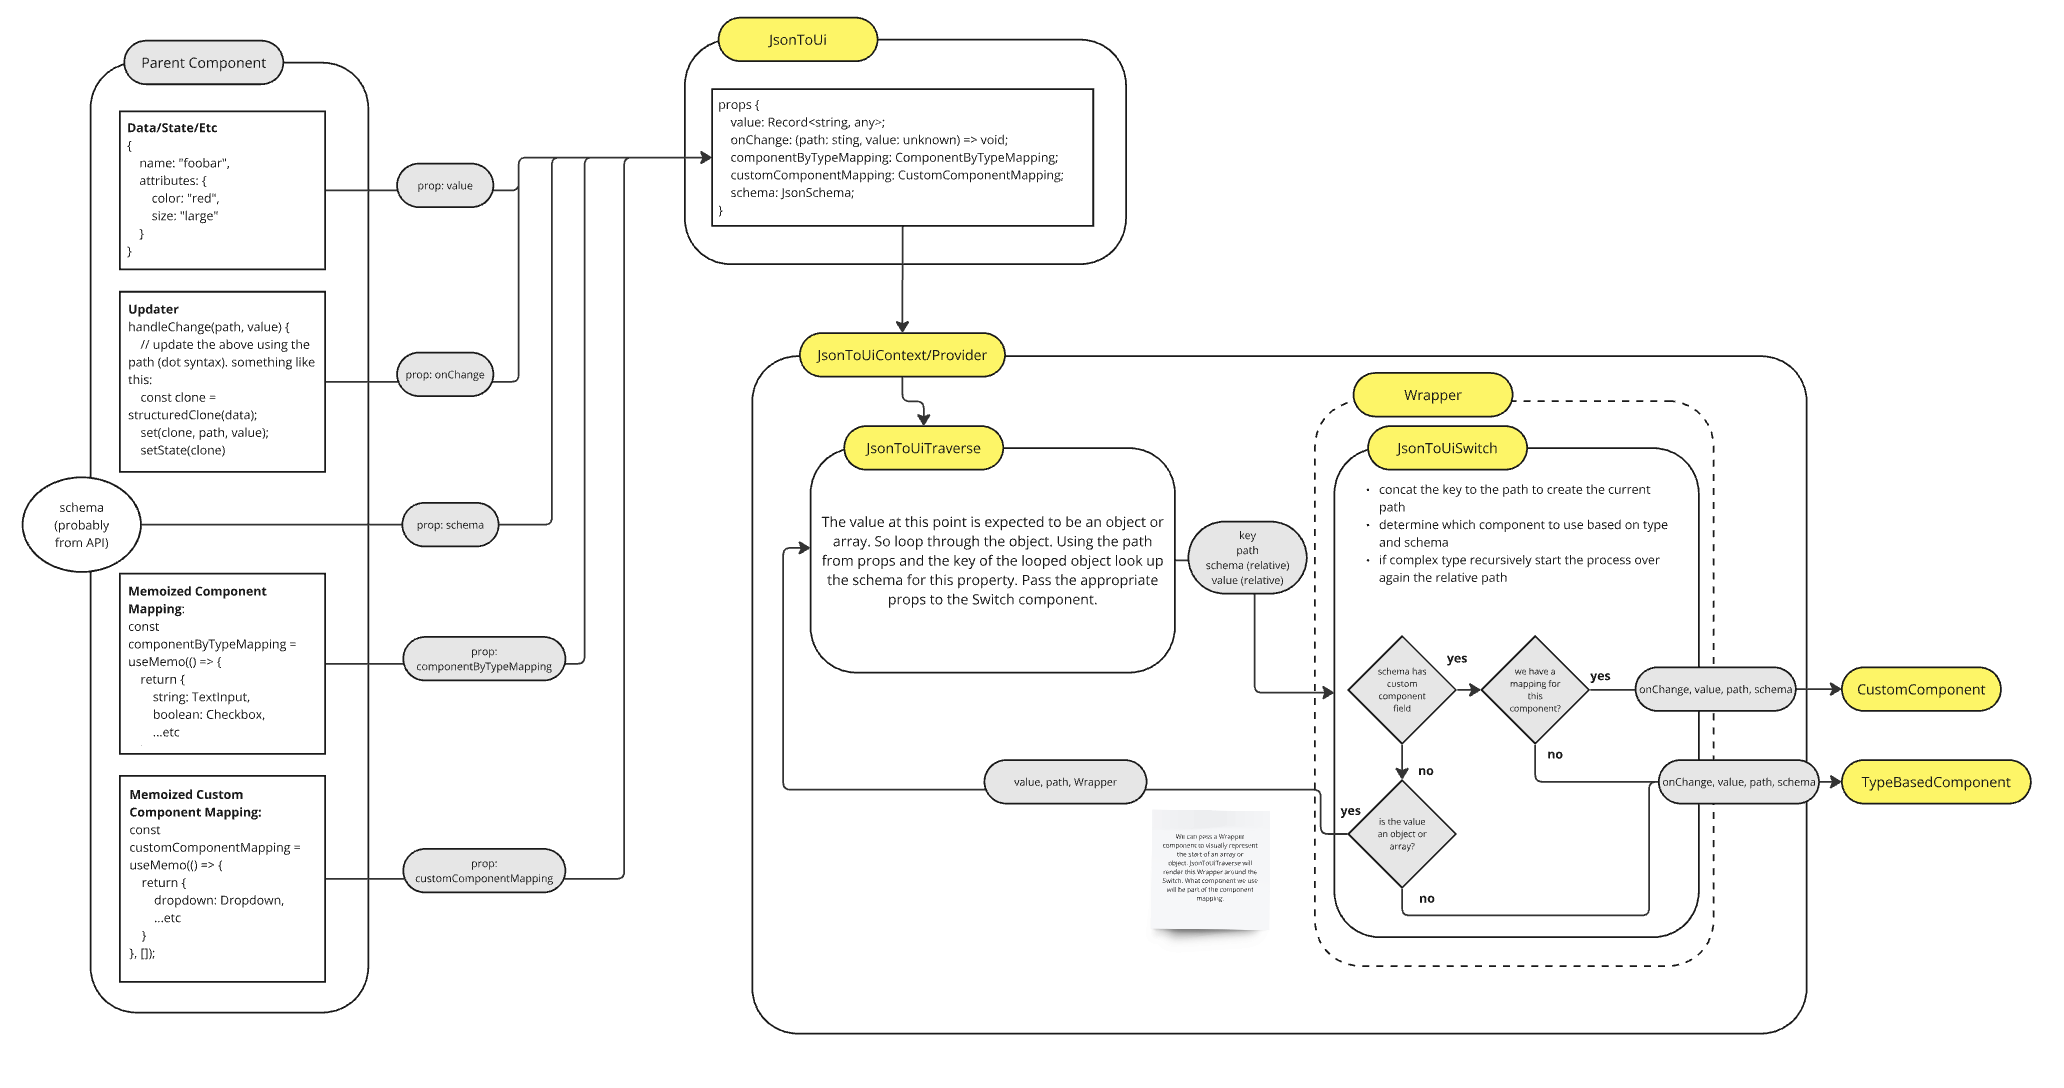 Parent Component
Data/State/Etc
{
name: "foobar",
attributes: {
color: "red",
size: "large"
}
}
Updater
handleChange(path, value) {
// update the above using the
path (dot syntax). something like
this:
const clone =
structuredClone(data);
set(clone, path, value);
setState(clone)
schema
(probably
from API)
Memoized Component
Mapping:
const
componentByTypeMapping =
useMemo(() => {
return {
string: TextInput,
boolean: Checkbox,
...etc
Memoized Custom
Component Mapping:
const
customComponentMapping =
useMemo(() => {
return {
dropdown: Dropdown,
...etc
}
}, []);
prop: value
prop: onChange
prop: schema
prop:
componentByTypeMapping
prop:
customComponentMapping
JsonToUi
props {
value: Record<string, any>;
onChange: (path: sting, value: unknown) => void;
componentByTypeMapping: ComponentByTypeMapping;
customComponentMapping: CustomComponentMapping;
schema: JsonSchema;
}
JsonToUiContext/Provider
JsonToUiTraverse
The value at this point is expected to be an object or
array. So loop through the object. Using the path
from props and the key of the looped object look up
the schema for this property. Pass the appropriate
props to the Switch component.
key
path
schema (relative)
value (relative)
Wrapper
JsonToUiSwitch
• concat the key to the path to create the current
path
• determine which component to use based on type
and schema
• if complex type recursively start the process over
again the relative path
schema has
custom
component
field
yes
we have a
mapping for
this
component?
yes
onChange, value, path, schema
CustomComponent
no
no
onChange, value, path, schema
TypeBasedComponent
value, path, Wrapper
yes
is the value
an object or
array?
no
We can pass a Wrapper
component to visually represent
the start of an array or
object. JsonToUiTraverse will
render this Wrapper around the
Switch. What component we use
will be part of the component
mapping.